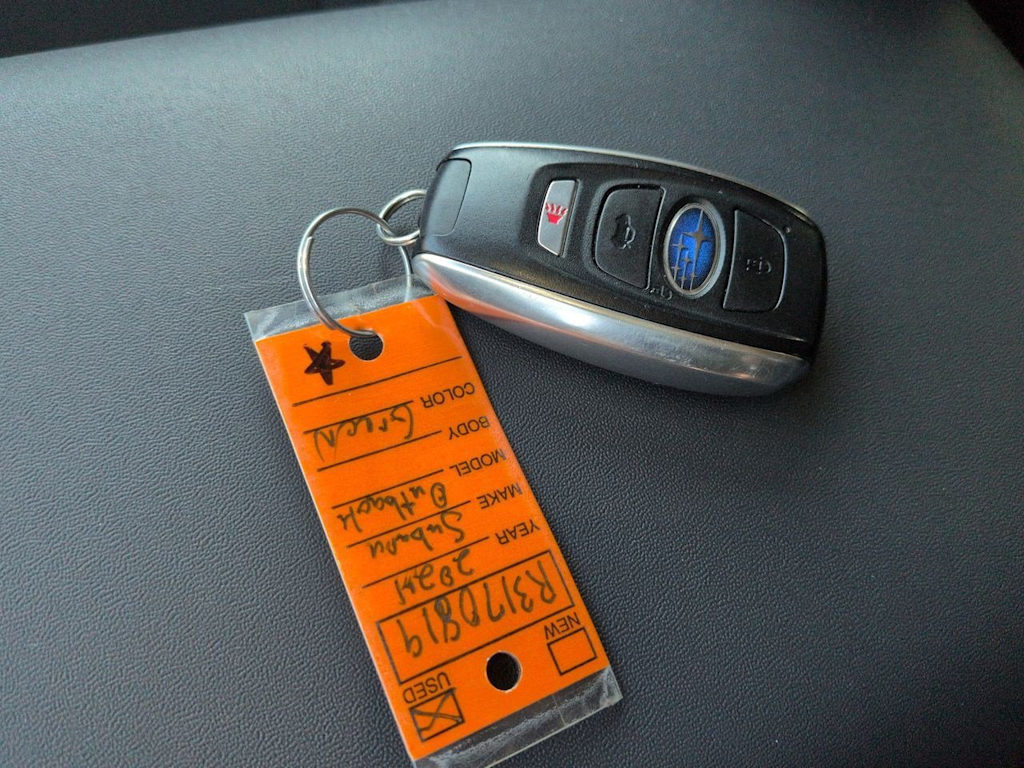 NEW
USED
R3170819
YEAR 2024
MAKE Subaru
MODEL Outback
BODY
COLOR Green